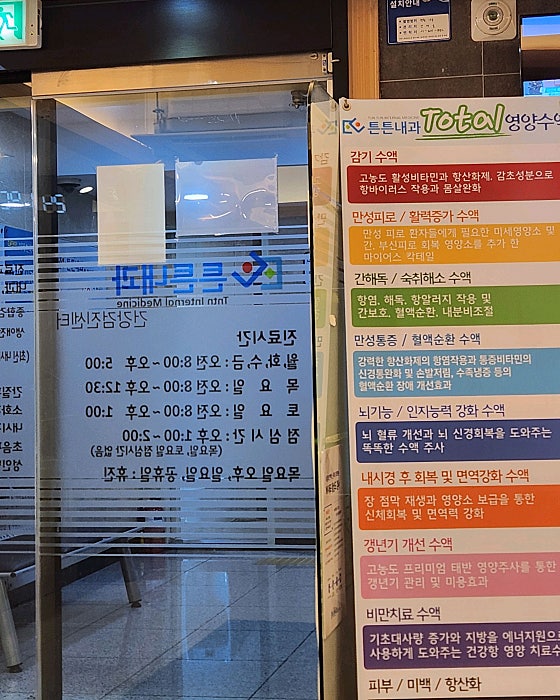 설치안내
튼튼내과
Tntn Internal Medicine
건강검진센터
진료시간
월,화,수,금 : 오전 8:00 ~ 오후 5:00
목 요 일 : 오전 8:00 ~ 오후 12:30
토 요 일 : 오전 8:00 ~ 오후 1:00
점 심 시 간 : 오후 1:00 ~ 2:00
(목요일, 토요일 점심시간 없음)
목요일 오후, 일요일, 공휴일 : 휴진
튼튼내과 Total 영양수액
감기 수액
고농도 활성비타민과 항산화제, 감초성분으로
항바이러스 작용과 몸살완화
만성피로 / 활력증가 수액
만성 피로 환자들에게 필요한 미세영양소 및
간, 부신피로 회복 영양소를 추가 한
마이어스 칵테일
간해독 / 숙취해소 수액
항염, 해독, 항알러지 작용 및
간보호, 혈액순환, 내분비조절
만성통증 / 혈액순환 수액
강력한 항산화제의 항염작용과 통증비타민의
신경통완화 및 손발저림, 수족냉증 등의
혈액순환 장애 개선효과
뇌기능 / 인지능력 강화 수액
뇌 혈류 개선과 뇌 신경회복을 도와주는
똑똑한 수액 주사
내시경 후 회복 및 면역강화 수액
장 점막 재생과 영양소 보급을 통한
신체회복 및 면역력 강화
갱년기 개선 수액
고농도 프리미엄 태반 영양주사를 통한
갱년기 관리 및 미용효과
비만치료 수액
기초대사량 증가와 지방을 에너지원으로
사용하게 도와주는 건강항 영양 치료수
피부 / 미백 / 항산화